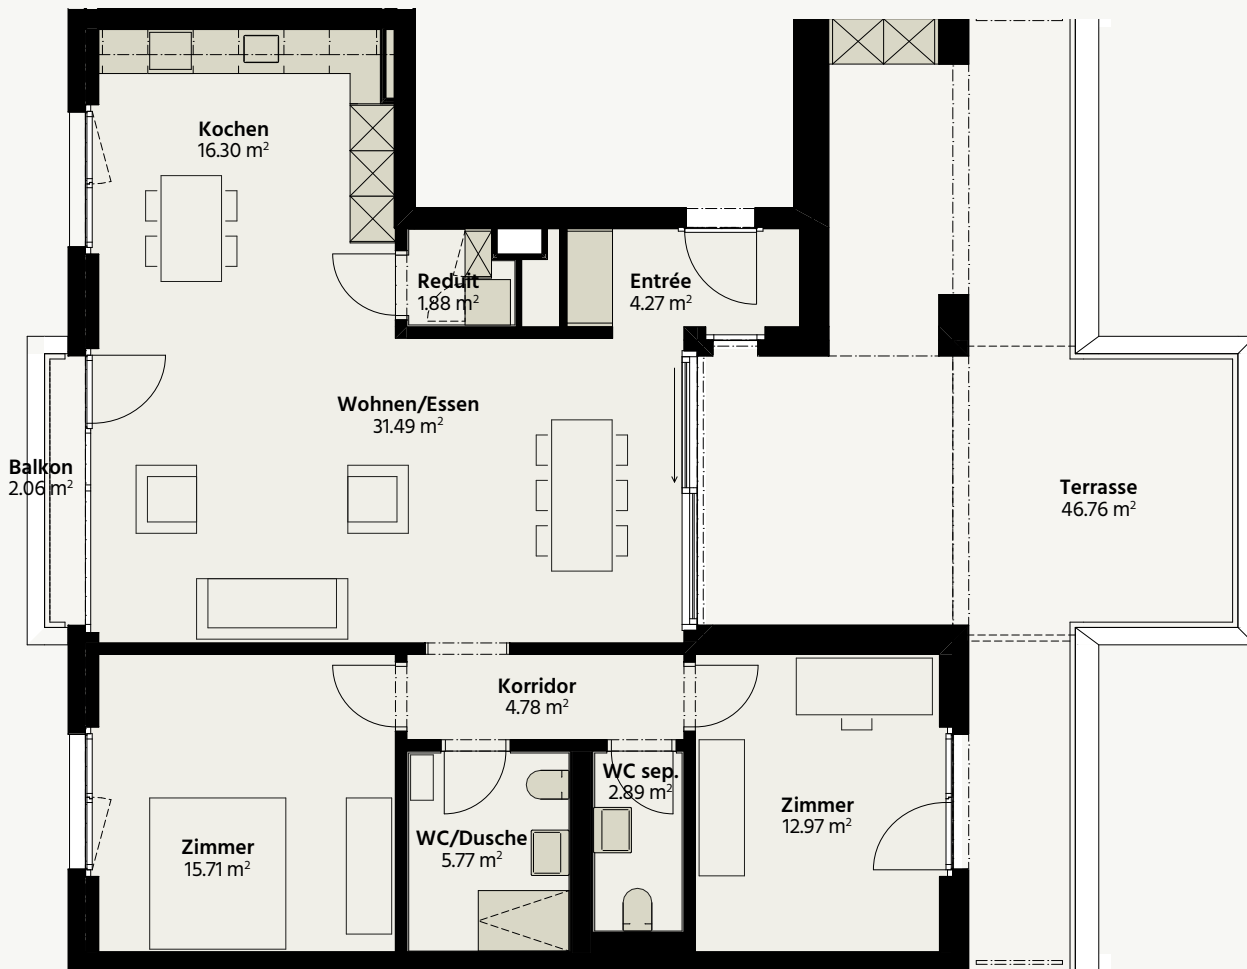 Kochen
16.30 m²
Reduit
1.88 m²
Entrée
4.27 m²
Wohnen/Essen
31.49 m²
Balkon
2.06 m²
Terrasse
46.76 m²
Korridor
4.78 m²
WC sep.
2.89 m²
Zimmer
12.97 m²
WC/Dusche
5.77 m²
Zimmer
15.71 m²